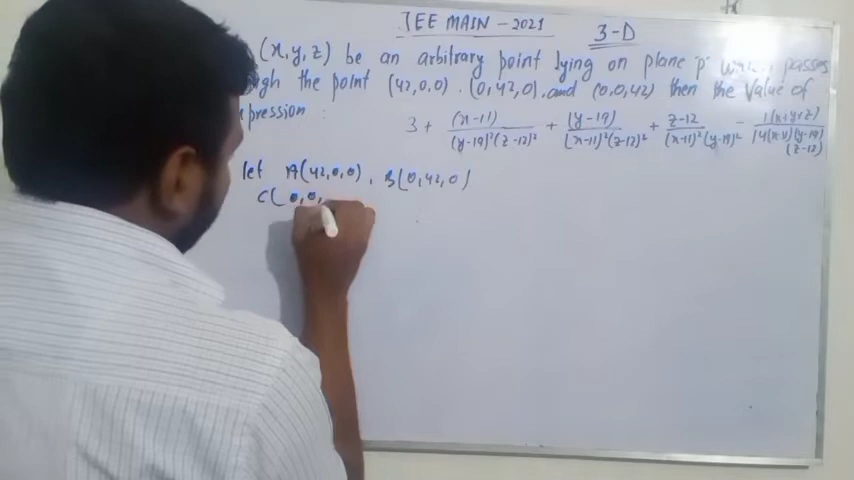 JEE MAIN - 2021
3-D
(x,y,z) be an arbitrary point lying on plane 'p' which passes
the point (42,0,0) . (0,42,0) .and (0,0,42) then the Value of
pression :
3 + (x-11)/(y-19)²(z-12)² + (y-19)/(x-11)²(z-12)² + z-12/(x-11)²(y-19)² - (x+y+z)/14(x-11)(y-19)(z-12)
let A(42,0,0) , B(0,42,0)
C(0,0,